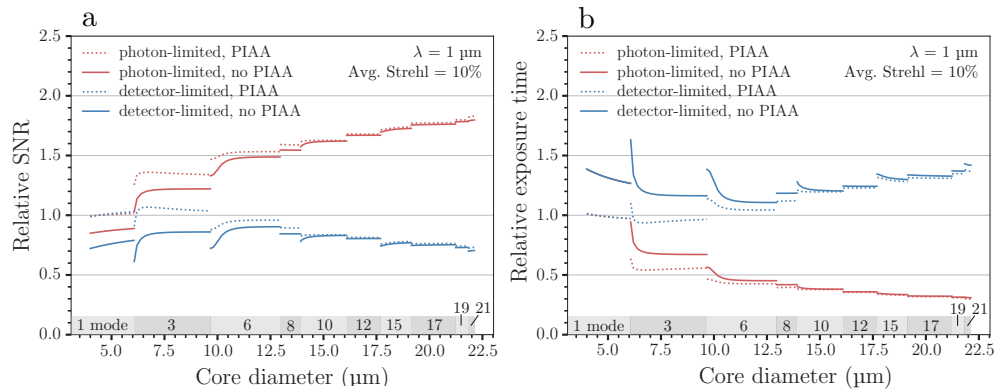 a
2.5
2.0
1.5
1.0
0.5
0.0
Relative SNR
photon-limited, PIAA
photon-limited, no PIAA
detector-limited, PIAA
detector-limited, no PIAA
λ = 1 µm
Avg. Strehl = 10%
1 mode
3
6
8
10
12
15
17
19
21
5.0
7.5
10.0
12.5
15.0
17.5
20.0
22.5
Core diameter (µm)
b
2.5
2.0
1.5
1.0
0.5
0.0
Relative exposure time
photon-limited, PIAA
photon-limited, no PIAA
detector-limited, PIAA
detector-limited, no PIAA
λ = 1 µm
Avg. Strehl = 10%
1 mode
3
6
8
10
12
15
17
19
21
5.0
7.5
10.0
12.5
15.0
17.5
20.0
22.5
Core diameter (µm)